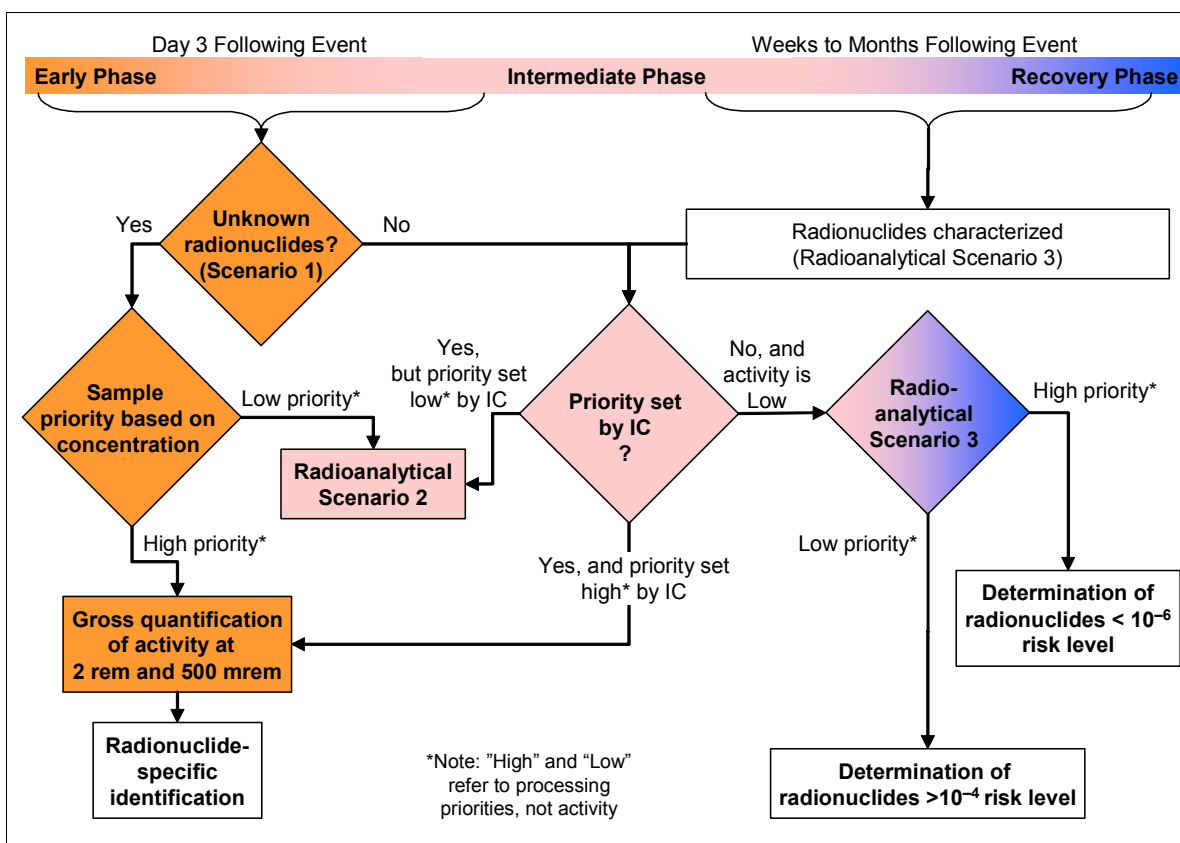 Day 3 Following Event
Weeks to Months Following Event
Early Phase
Intermediate Phase
Recovery Phase
Unknown
radionuclides?
(Scenario 1)
Yes
No
Radionuclides characterized
(Radioanalytical Scenario 3)
Sample
priority based on
concentration
Low priority*
High priority*
Yes,
but priority set
low* by IC
Radioanalytical
Scenario 2
Priority set
by IC
?
No, and
activity is
Low
Radio-
analytical
Scenario 3
High priority*
Low priority*
Yes, and priority set
high* by IC
Gross quantification
of activity at
2 rem and 500 mrem
Radionuclide-
specific
identification
Determination of
radionuclides < 10⁻⁶
risk level
Determination of
radionuclides >10⁻⁴ risk level
*Note: ”High” and “Low”
refer to processing
priorities, not activity